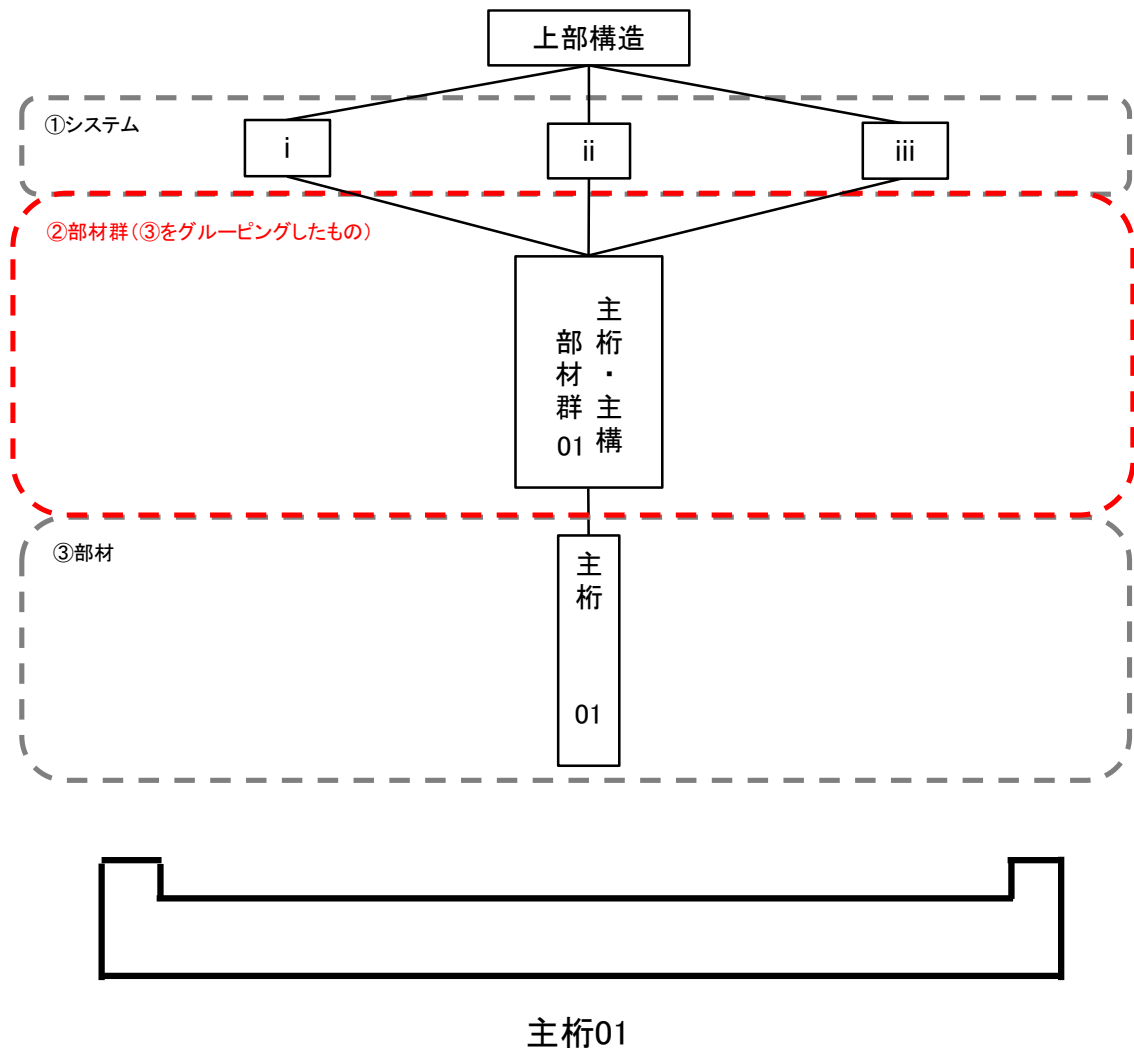 上部構造
①システム
i
ii
iii
②部材群(③をグルーピングしたもの)
主桁・主構
部材群01
③部材
主桁 01
主桁01